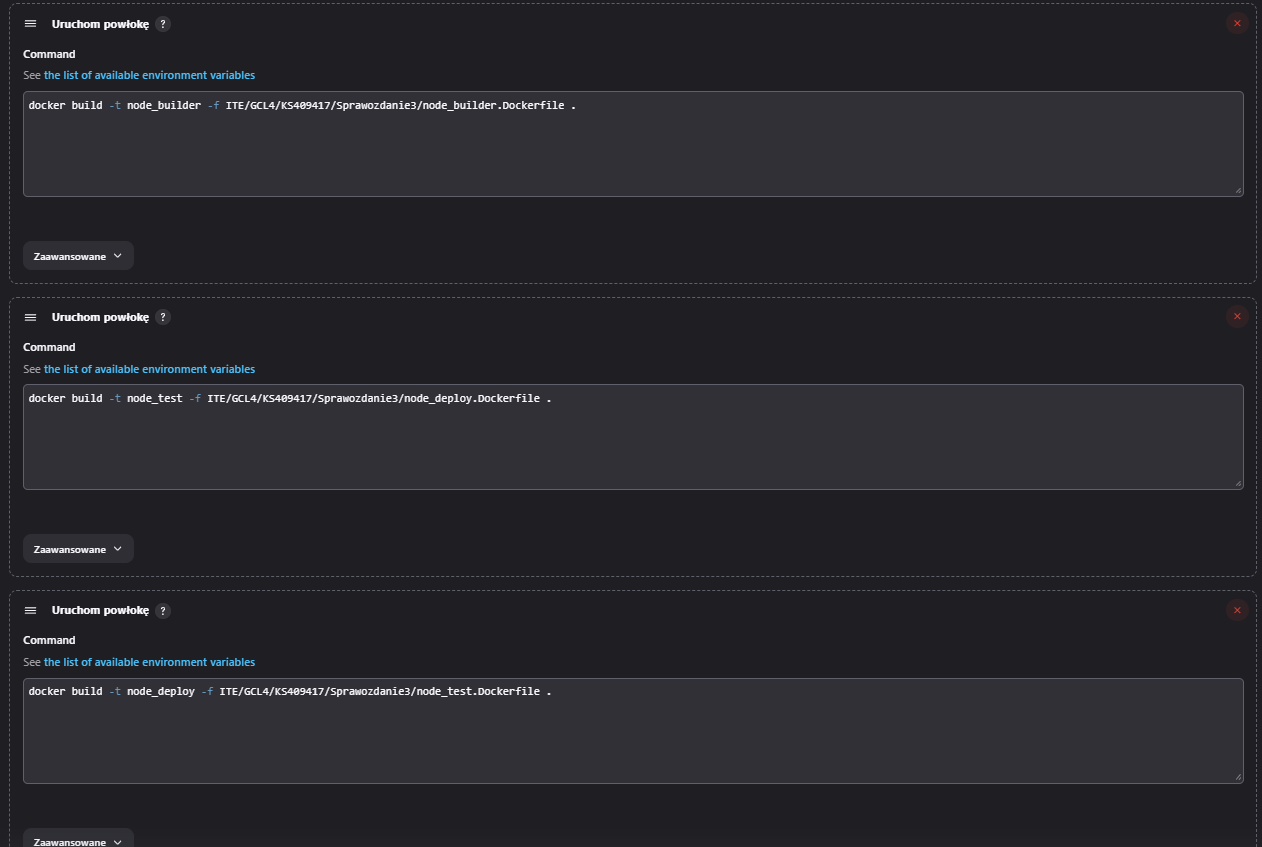 Uruchom powłokę ?
Command
See the list of available environment variables
docker build -t node_builder -f ITE/GCL4/KS409417/Sprawozdanie3/node_builder.Dockerfile .
Zaawansowane
Uruchom powłokę ?
Command
See the list of available environment variables
docker build -t node_test -f ITE/GCL4/KS409417/Sprawozdanie3/node_deploy.Dockerfile .
Zaawansowane
Uruchom powłokę ?
Command
See the list of available environment variables
docker build -t node_deploy -f ITE/GCL4/KS409417/Sprawozdanie3/node_test.Dockerfile .
Zaawansowane